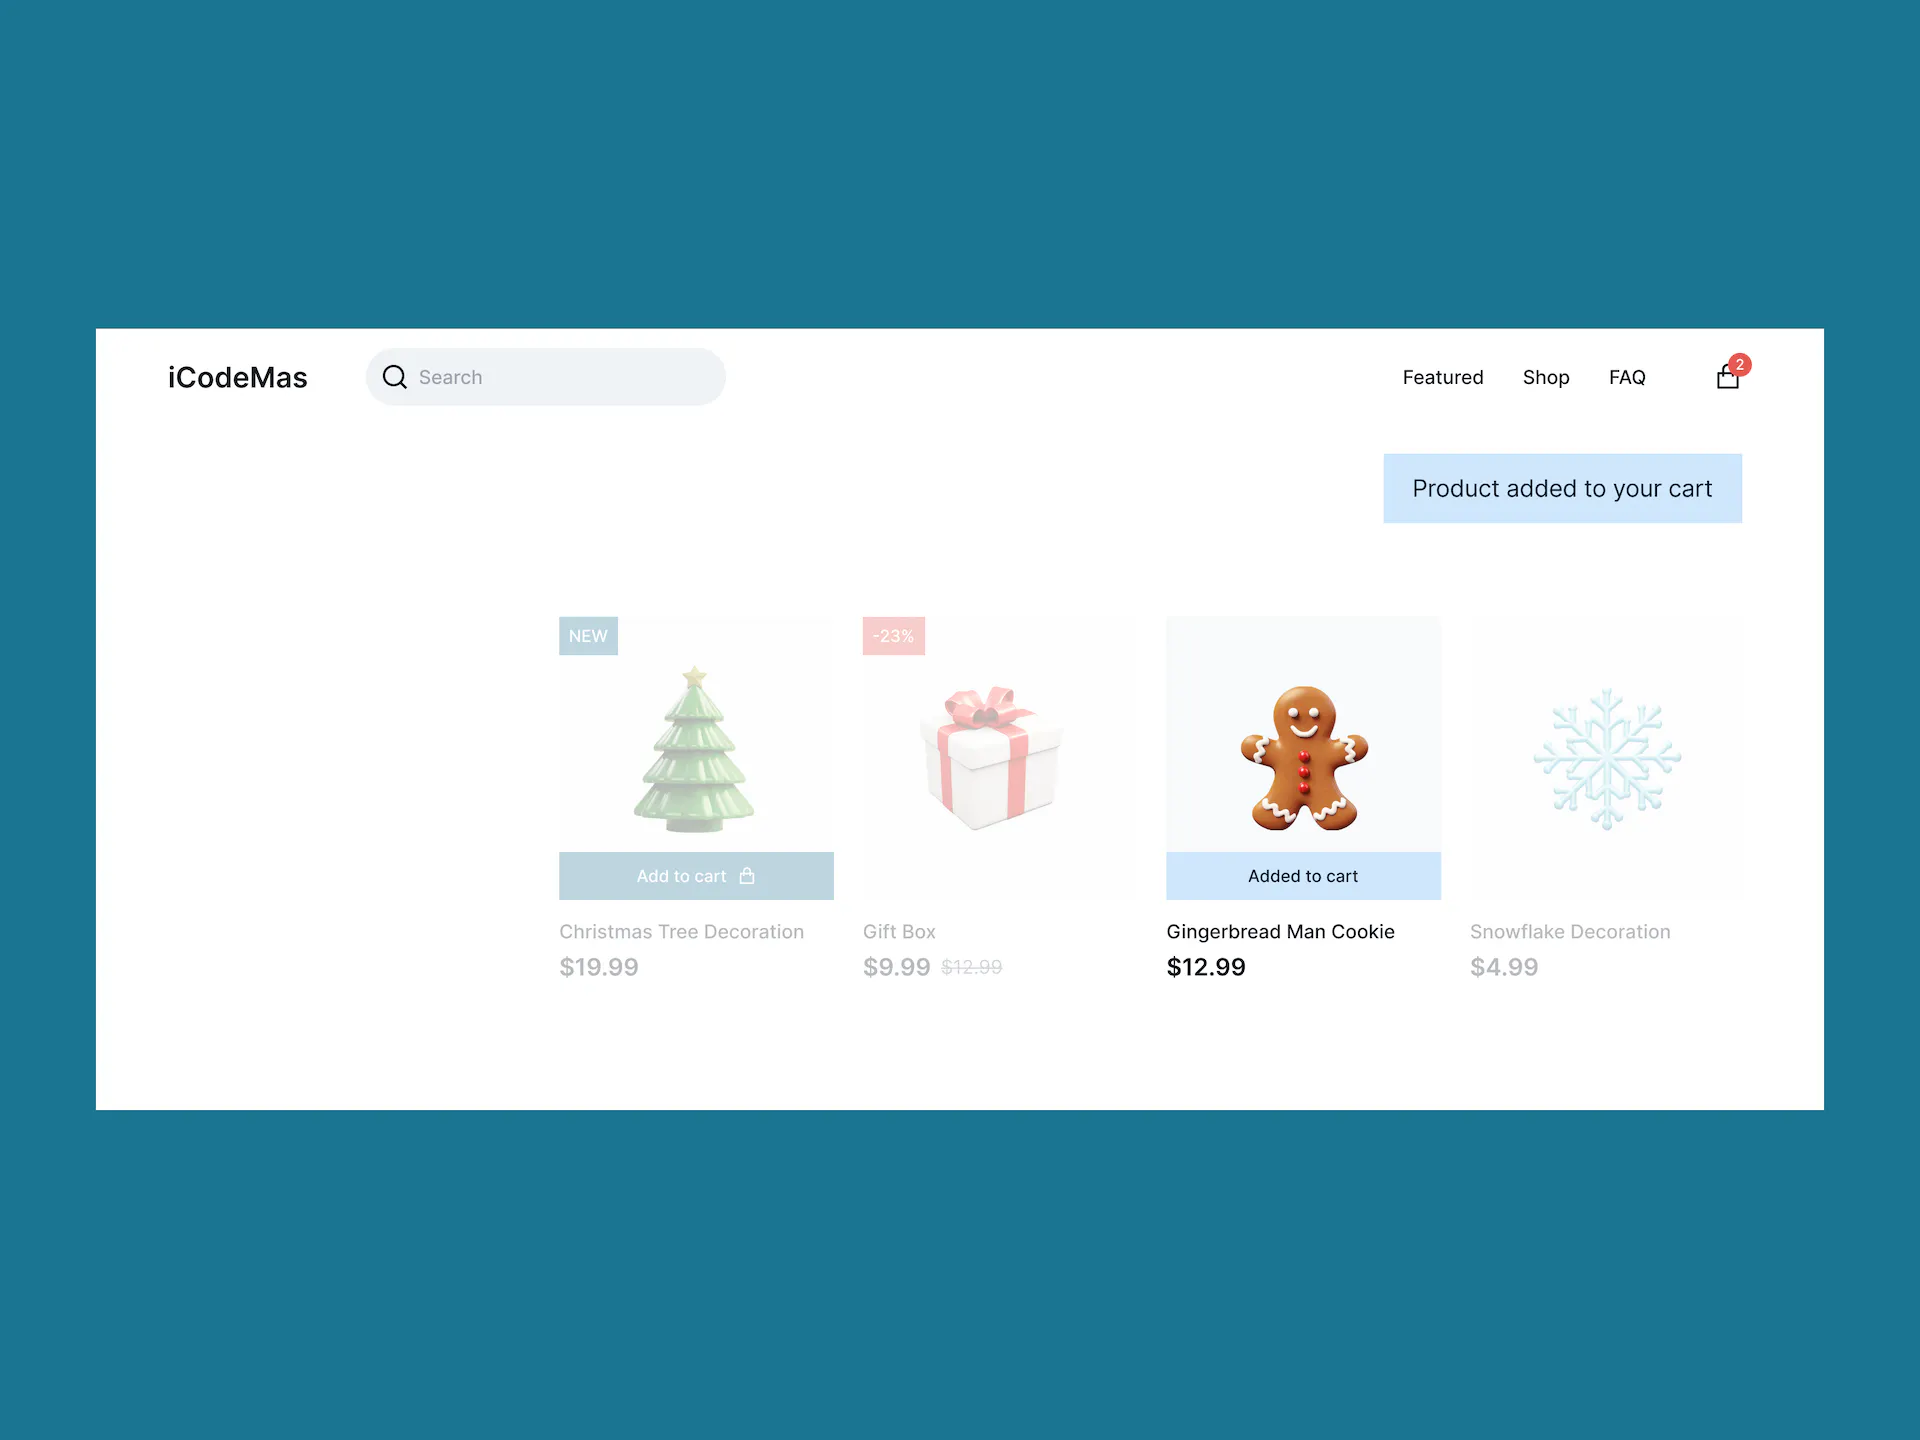 iCodeMas
Search
Featured
Shop
FAQ
2
Product added to your cart
NEW
-23%
Add to cart
Added to cart
Christmas Tree Decoration
$19.99
Gift Box
$9.99 $12.99
Gingerbread Man Cookie
$12.99
Snowflake Decoration
$4.99